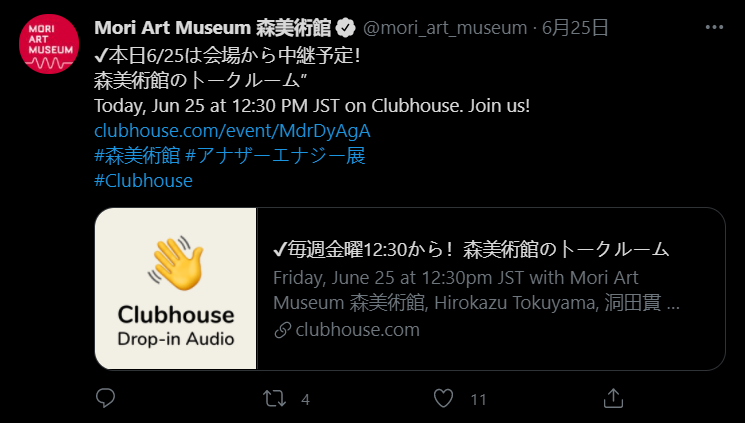 MORI
ART
MUSEUM
Mori Art Museum 森美術館 @mori_art_museum · 6月25日
✓本日6/25は会場から中継予定！
森美術館のトークルーム”
Today, Jun 25 at 12:30 PM JST on Clubhouse. Join us!
clubhouse.com/event/MdrDyAgA
#森美術館 #アナザーエナジー展
#Clubhouse
Clubhouse
Drop-in Audio
✓毎週金曜12:30から！森美術館のトークルーム
Friday, June 25 at 12:30pm JST with Mori Art
Museum 森美術館, Hirokazu Tokuyama, 洞田貫 ...
clubhouse.com
4
11